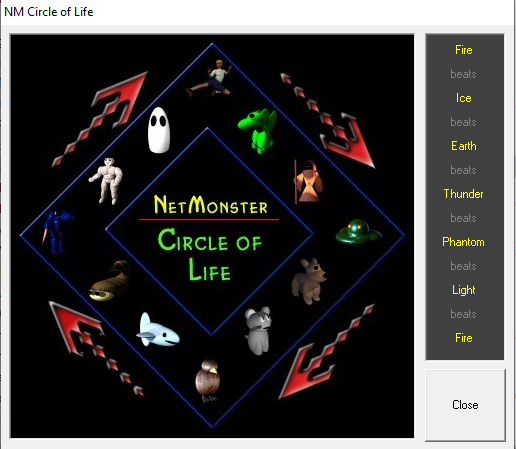 NM Circle of Life
NETMONSTER
CIRCLE OF
LIFE
Fire
beats
Ice
beats
Earth
beats
Thunder
beats
Phantom
beats
Light
beats
Fire
Close